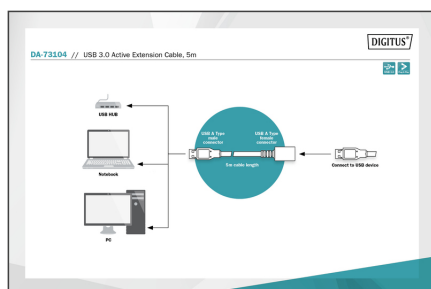 DIGITUS®
DA-73104 // USB 3.0 Active Extension Cable, 5m
USB HUB
Notebook
PC
USB A Type
male
connector
USB A Type
female
connector
5m cable length
Connect to USB device